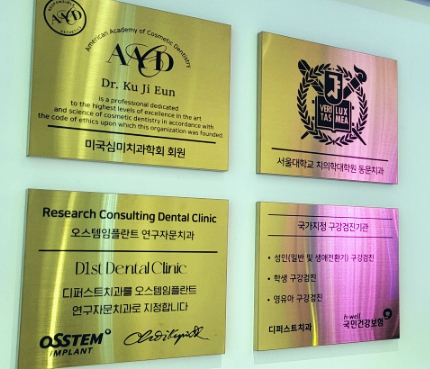 RESPONSIBLE
AACD
ESTHETICS
American Academy of Cosmetic Dentistry
AACD
Dr. Ku Ji Eun
is a professional dedicated
to the highest levels of excellence in the art
and science of cosmetic dentistry in accordance with
the code of ethics upon which this organization was founded
미국심미치과학회 회원
VERI LUX
TAS MEA
서울대학교 치의학대학원 동문치과
Research Consulting Dental Clinic
오스템임플란트 연구자문치과
D1st Dental Clinic
디퍼스트치과를 오스템임플란트
연구자문치과로 지정합니다
OSSTEM
IMPLANT
국가지정 구강검진기관
• 성인(일반 및 생애전환기) 구강검진
• 학생 구강검진
• 영유아 구강검진
디퍼스트치과
h·well
국민건강보험